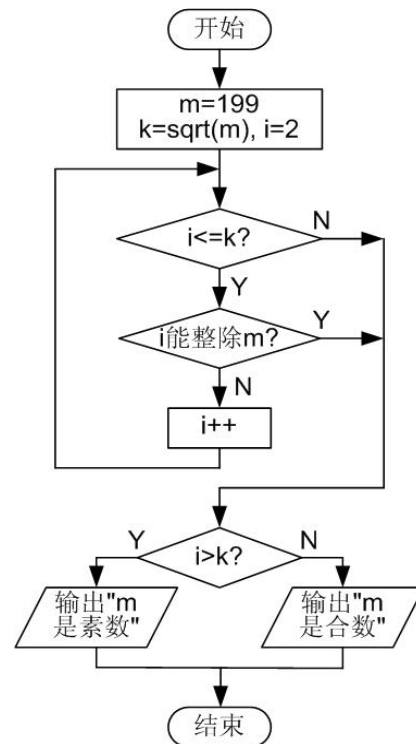 开始
m=199
k=sqrt(m), i=2
i<=k?
N
Y
i能整除m?
Y
N
i++
i>k?
Y
N
输出"m
是素数"
输出"m
是合数"
结束